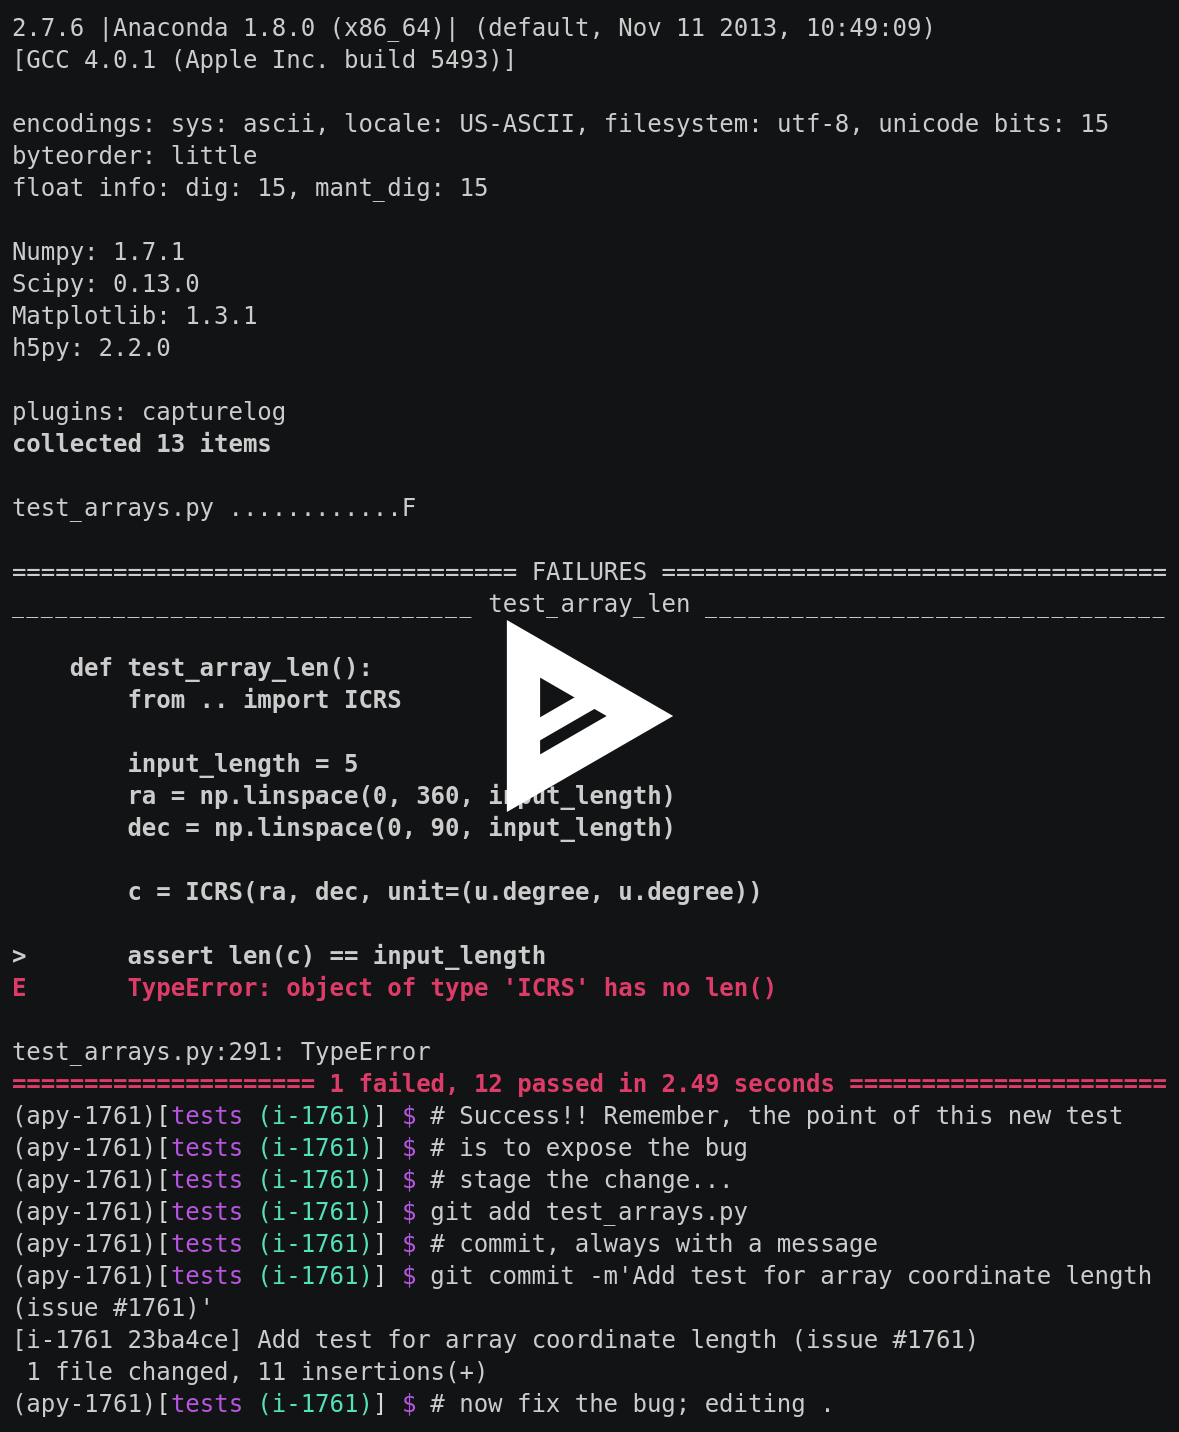 2.7.6 |Anaconda 1.8.0 (x86_64)| (default, Nov 11 2013, 10:49:09)
[GCC 4.0.1 (Apple Inc. build 5493)]
encodings: sys: ascii, locale: US-ASCII, filesystem: utf-8, unicode bits: 15
byteorder: little
float info: dig: 15, mant_dig: 15
Numpy: 1.7.1
Scipy: 0.13.0
Matplotlib: 1.3.1
h5py: 2.2.0
plugins: capturelog
collected 13 items
test_arrays.py ............F
=================================== FAILURES ===================================
________________________________ test_array_len ________________________________
    def test_array_len():
        from .. import ICRS
        input_length = 5
        ra = np.linspace(0, 360, input_length)
        dec = np.linspace(0, 90, input_length)
        c = ICRS(ra, dec, unit=(u.degree, u.degree))
>       assert len(c) == input_length
E       TypeError: object of type 'ICRS' has no len()
test_arrays.py:291: TypeError
===================== 1 failed, 12 passed in 2.49 seconds ======================
(apy-1761)[tests (i-1761)] $ # Success!! Remember, the point of this new test
(apy-1761)[tests (i-1761)] $ # is to expose the bug
(apy-1761)[tests (i-1761)] $ # stage the change...
(apy-1761)[tests (i-1761)] $ git add test_arrays.py
(apy-1761)[tests (i-1761)] $ # commit, always with a message
(apy-1761)[tests (i-1761)] $ git commit -m'Add test for array coordinate length
(issue #1761)'
[i-1761 23ba4ce] Add test for array coordinate length (issue #1761)
 1 file changed, 11 insertions(+)
(apy-1761)[tests (i-1761)] $ # now fix the bug; editing .